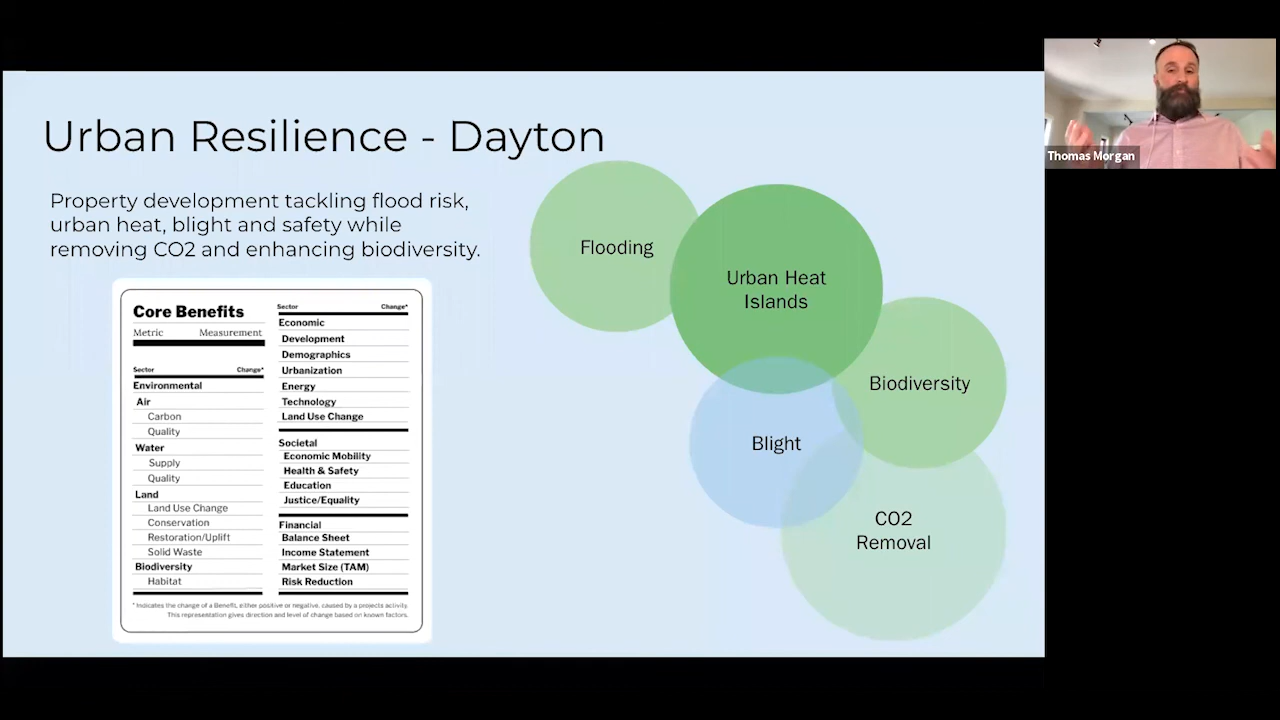 Urban Resilience - Dayton
Property development tackling flood risk,
urban heat, blight and safety while
removing CO2 and enhancing biodiversity.
Core Benefits
Metric Measurement
Sector Change*
Environmental
Air
Carbon
Quality
Water
Supply
Quality
Land
Land Use Change
Conservation
Restoration/Uplift
Solid Waste
Biodiversity
Habitat
Sector Change*
Economic
Development
Demographics
Urbanization
Energy
Technology
Land Use Change
Societal
Economic Mobility
Health & Safety
Education
Justice/Equality
Financial
Balance Sheet
Income Statement
Market Size (TAM)
Risk Reduction
* Indicates the change of a Benefit, either positive or negative, caused by a projects activity.
This representation gives direction and level of change based on known factors.
Flooding
Urban Heat
Islands
Biodiversity
Blight
CO2
Removal
Thomas Morgan